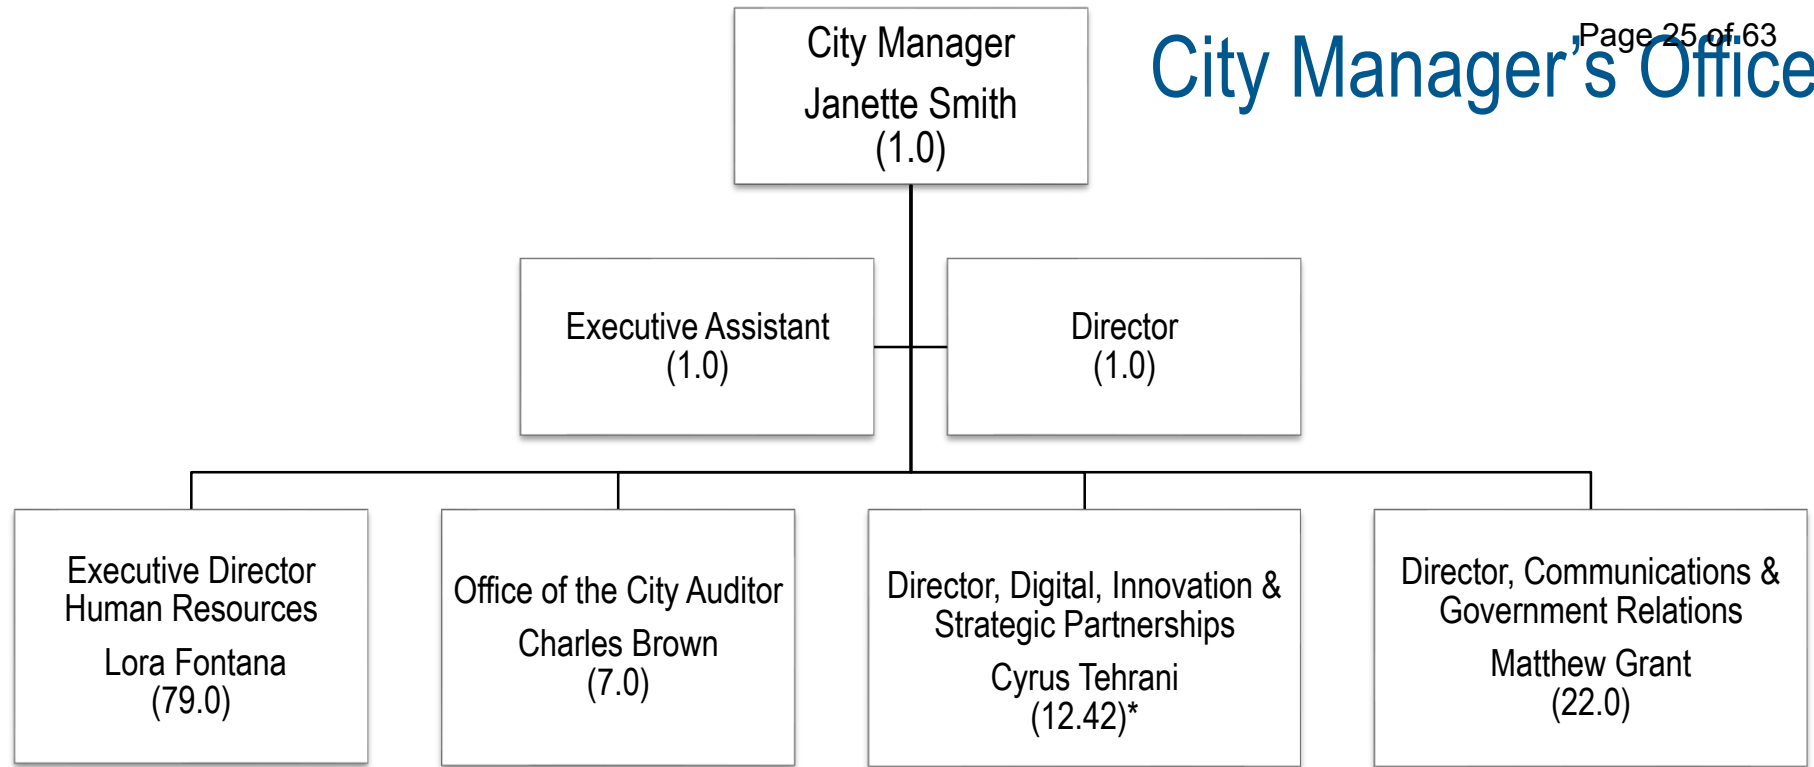 Page 25 of 63
City Manager's Office
City Manager
Janette Smith
(1.0)
Executive Assistant
(1.0)
Director
(1.0)
Executive Director
Human Resources
Lora Fontana
(79.0)
Office of the City Auditor
Charles Brown
(7.0)
Director, Digital, Innovation &
Strategic Partnerships
Cyrus Tehrani
(12.42)*
Director, Communications &
Government Relations
Matthew Grant
(22.0)